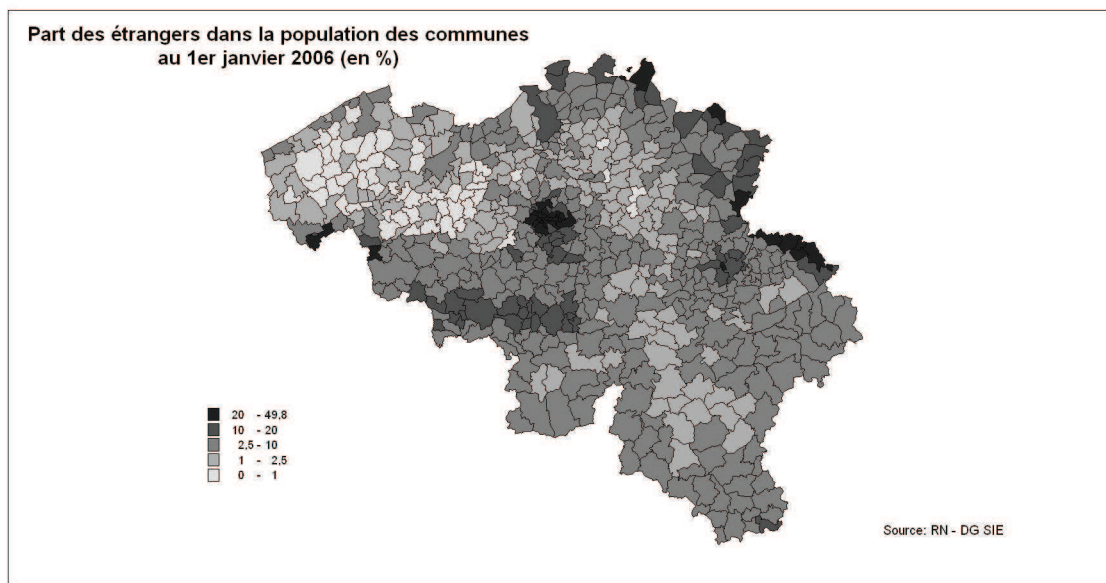 Part des étrangers dans la population des communes
au 1er janvier 2006 (en %)
20 - 49,8
10 - 20
2,5 - 10
1 - 2,5
0 - 1
Source: RN - DG SIE